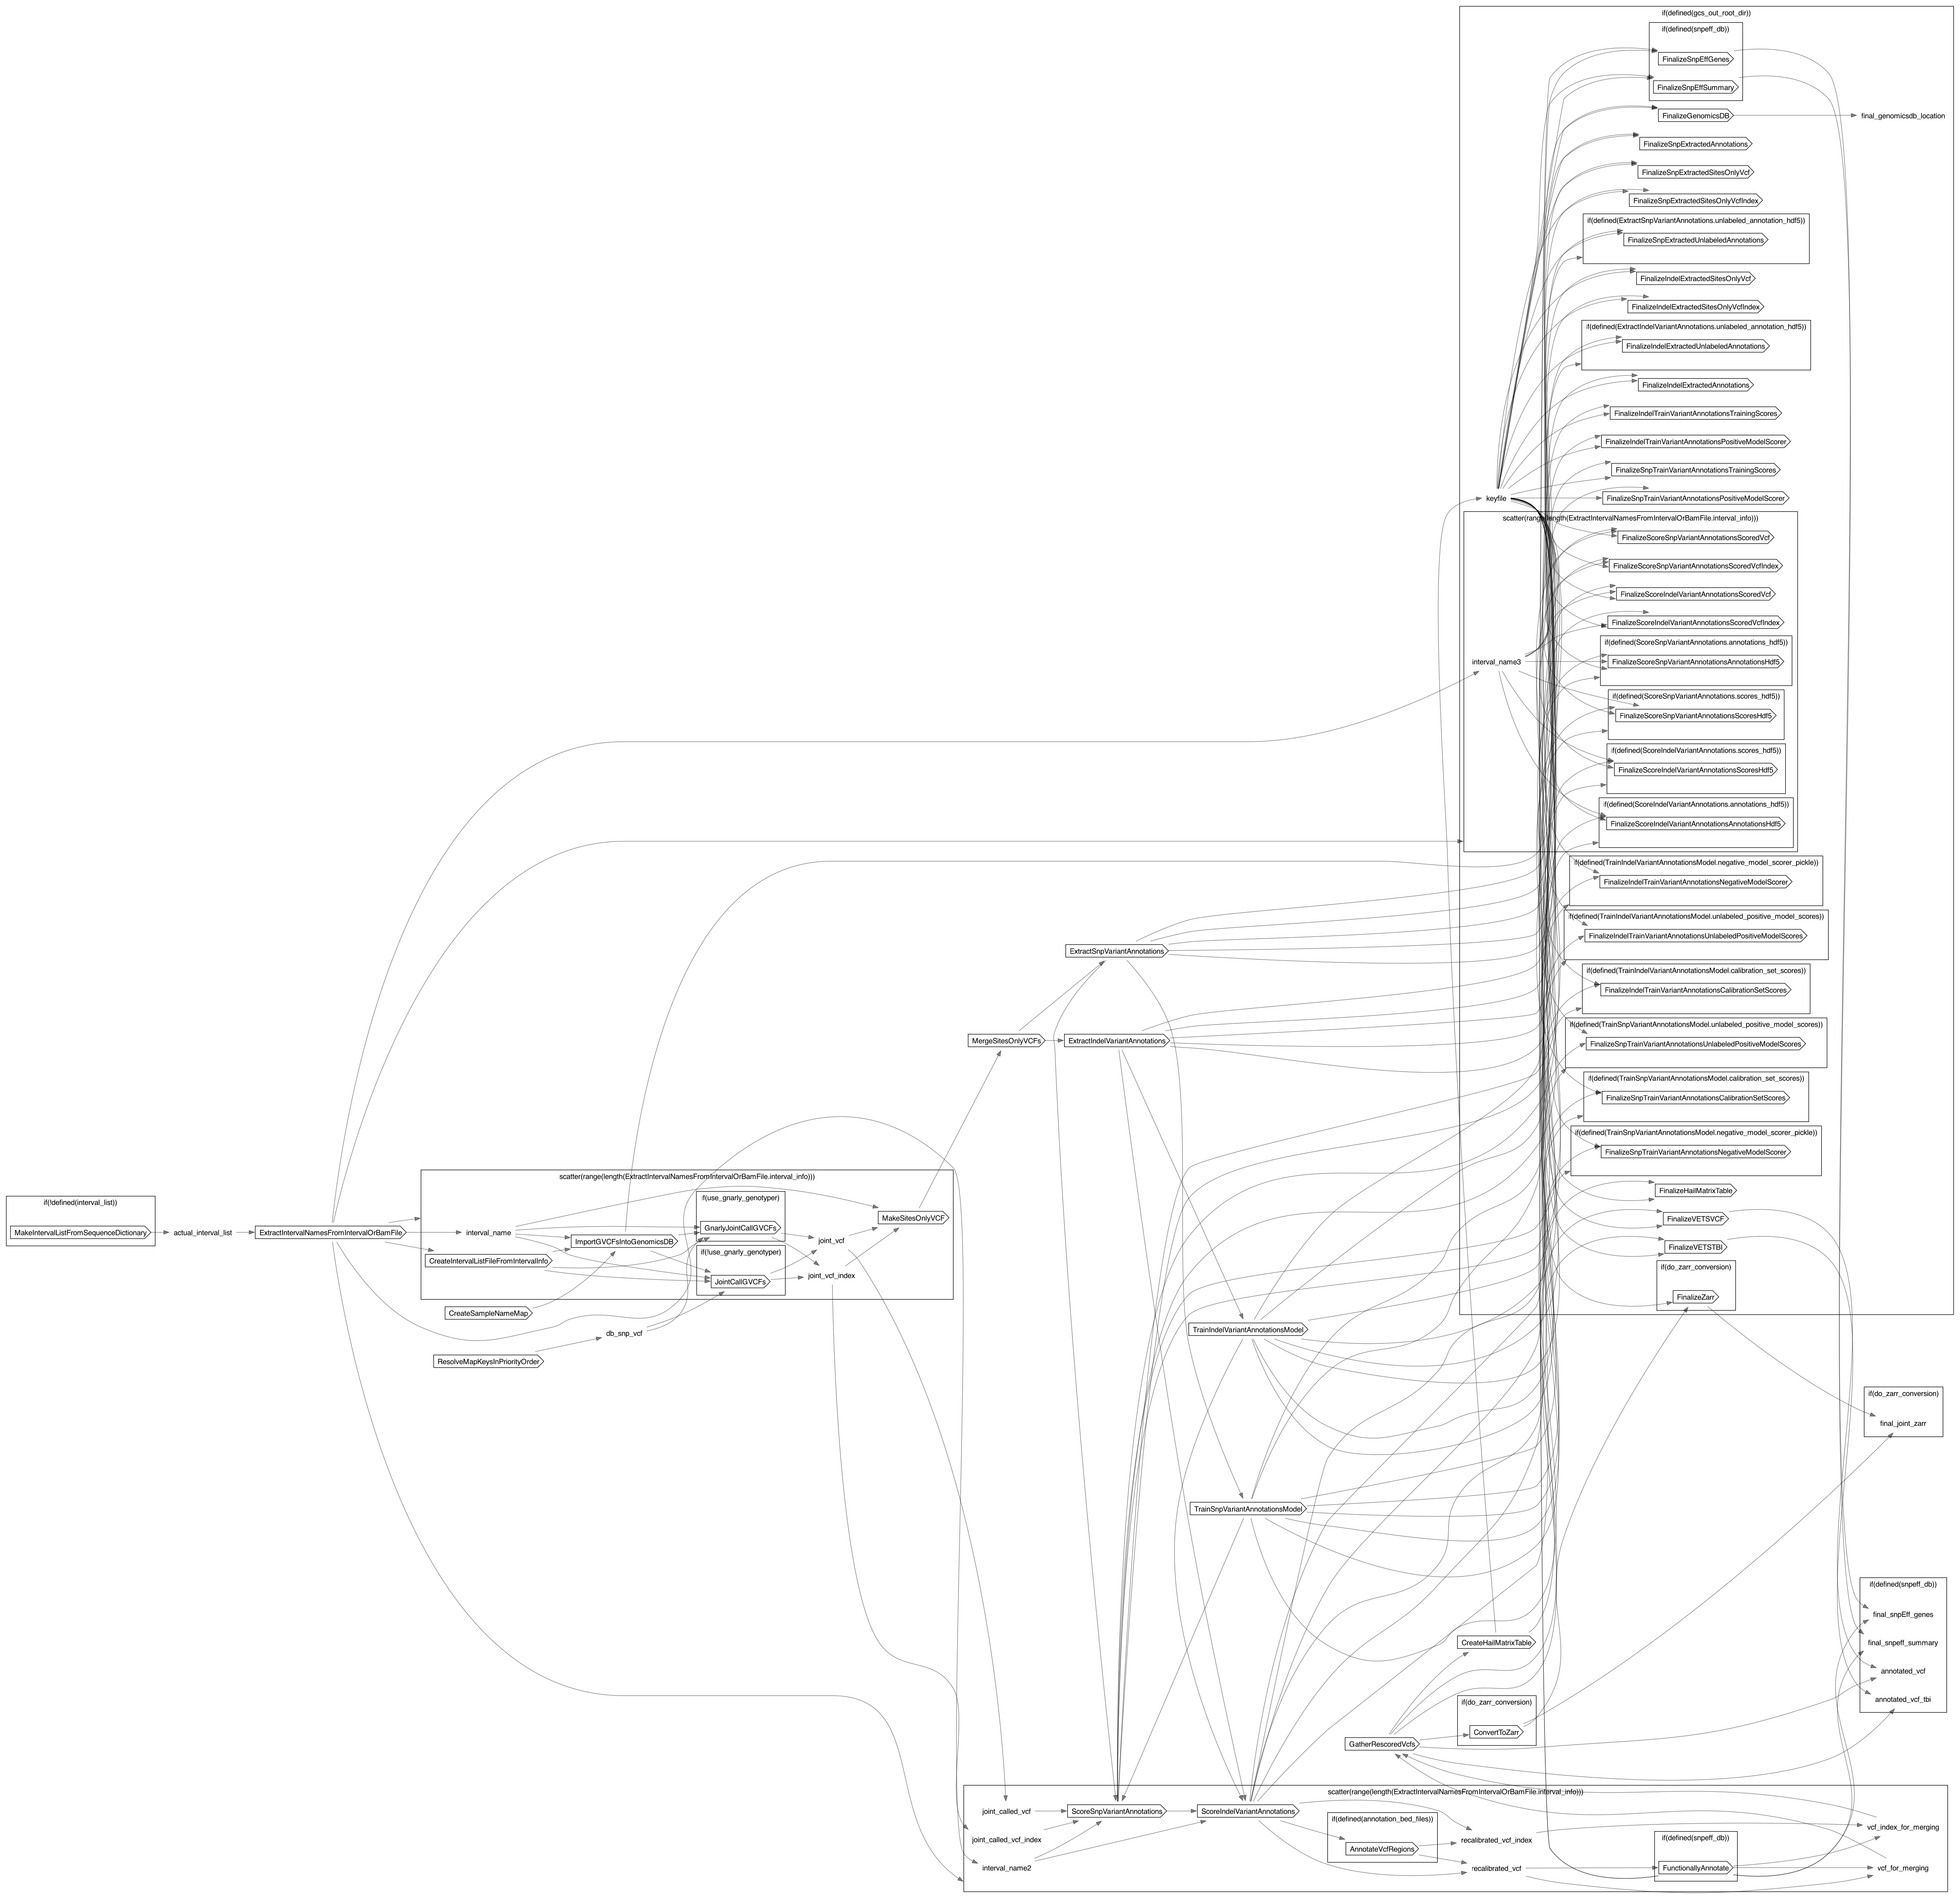 if(defined(gcs_out_root_dir))
if(defined(snpeff_db))
FinalizeSnpEffGenes
FinalizeSnpEffSummary
FinalizeGenomicsDB
final_genomicsdb_location
FinalizeSnpExtractedAnnotations
FinalizeSnpExtractedSitesOnlyVcf
FinalizeSnpExtractedSitesOnlyVcfIndex
if(defined(ExtractSnpVariantAnnotations.unlabeled_annotation_hdf5))
FinalizeSnpExtractedUnlabeledAnnotations
FinalizeIndelExtractedSitesOnlyVcf
FinalizeIndelExtractedSitesOnlyVcfIndex
if(defined(ExtractIndelVariantAnnotations.unlabeled_annotation_hdf5))
FinalizeIndelExtractedUnlabeledAnnotations
FinalizeIndelExtractedAnnotations
FinalizeIndelTrainVariantAnnotationsTrainingScores
FinalizeIndelTrainVariantAnnotationsPositiveModelScorer
FinalizeSnpTrainVariantAnnotationsTrainingScores
keyfile
FinalizeSnpTrainVariantAnnotationsPositiveModelScorer
scatter(range(length(ExtractIntervalNamesFromIntervalOrBamFile.interval_info)))
FinalizeScoreSnpVariantAnnotationsScoredVcf
FinalizeScoreSnpVariantAnnotationsScoredVcfIndex
FinalizeScoreIndelVariantAnnotationsScoredVcf
FinalizeScoreIndelVariantAnnotationsScoredVcfIndex
if(defined(ScoreSnpVariantAnnotations.annotations_hdf5))
interval_name3
FinalizeScoreSnpVariantAnnotationsAnnotationsHdf5
if(defined(ScoreSnpVariantAnnotations.scores_hdf5))
FinalizeScoreSnpVariantAnnotationsScoresHdf5
if(defined(ScoreIndelVariantAnnotations.scores_hdf5))
FinalizeScoreIndelVariantAnnotationsScoresHdf5
if(defined(ScoreIndelVariantAnnotations.annotations_hdf5))
FinalizeScoreIndelVariantAnnotationsAnnotationsHdf5
if(defined(TrainIndelVariantAnnotationsModel.negative_model_scorer_pickle))
FinalizeIndelTrainVariantAnnotationsNegativeModelScorer
if(defined(TrainIndelVariantAnnotationsModel.unlabeled_positive_model_scores))
FinalizeIndelTrainVariantAnnotationsUnlabeledPositiveModelScores
ExtractSnpVariantAnnotations
if(defined(TrainIndelVariantAnnotationsModel.calibration_set_scores))
FinalizeIndelTrainVariantAnnotationsCalibrationSetScores
if(defined(TrainSnpVariantAnnotationsModel.unlabeled_positive_model_scores))
MergeSitesOnlyVCFs
ExtractIndelVariantAnnotations
FinalizeSnpTrainVariantAnnotationsUnlabeledPositiveModelScores
if(defined(TrainSnpVariantAnnotationsModel.calibration_set_scores))
FinalizeSnpTrainVariantAnnotationsCalibrationSetScores
if(defined(TrainSnpVariantAnnotationsModel.negative_model_scorer_pickle))
FinalizeSnpTrainVariantAnnotationsNegativeModelScorer
scatter(range(length(ExtractIntervalNamesFromIntervalOrBamFile.interval_info)))
FinalizeHailMatrixTable
if(!defined(interval_list))
if(use_gnarly_genotyper)
MakeSitesOnlyVCF
FinalizeVETSVCF
MakeIntervalListFromSequenceDictionary
actual_interval_list
ExtractIntervalNamesFromIntervalOrBamFile
interval_name
GnarlyJointCallGVCFs
ImportGVCFsIntoGenomicsDB
joint_vcf
FinalizeVETSTBI
if(!use_gnarly_genotyper)
CreateIntervalListFileFromIntervalInfo
if(do_zarr_conversion)
JointCallGVCFs
joint_vcf_index
FinalizeZarr
CreateSampleNameMap
db_snp_vcf
TrainIndelVariantAnnotationsModel
ResolveMapKeysInPriorityOrder
if(do_zarr_conversion)
final_joint_zarr
TrainSnpVariantAnnotationsModel
if(defined(snpeff_db))
final_snpEff_genes
CreateHailMatrixTable
final_snpeff_summary
annotated_vcf
annotated_vcf_tbi
if(do_zarr_conversion)
ConvertToZarr
GatherRescoredVcfs
scatter(range(length(ExtractIntervalNamesFromIntervalOrBamFile.interval_info)))
joint_called_vcf
ScoreSnpVariantAnnotations
ScoreIndelVariantAnnotations
if(defined(annotation_bed_files))
vcf_index_for_merging
joint_called_vcf_index
recalibrated_vcf_index
if(defined(snpeff_db))
AnnotateVcfRegions
interval_name2
recalibrated_vcf
FunctionallyAnnotate
vcf_for_merging